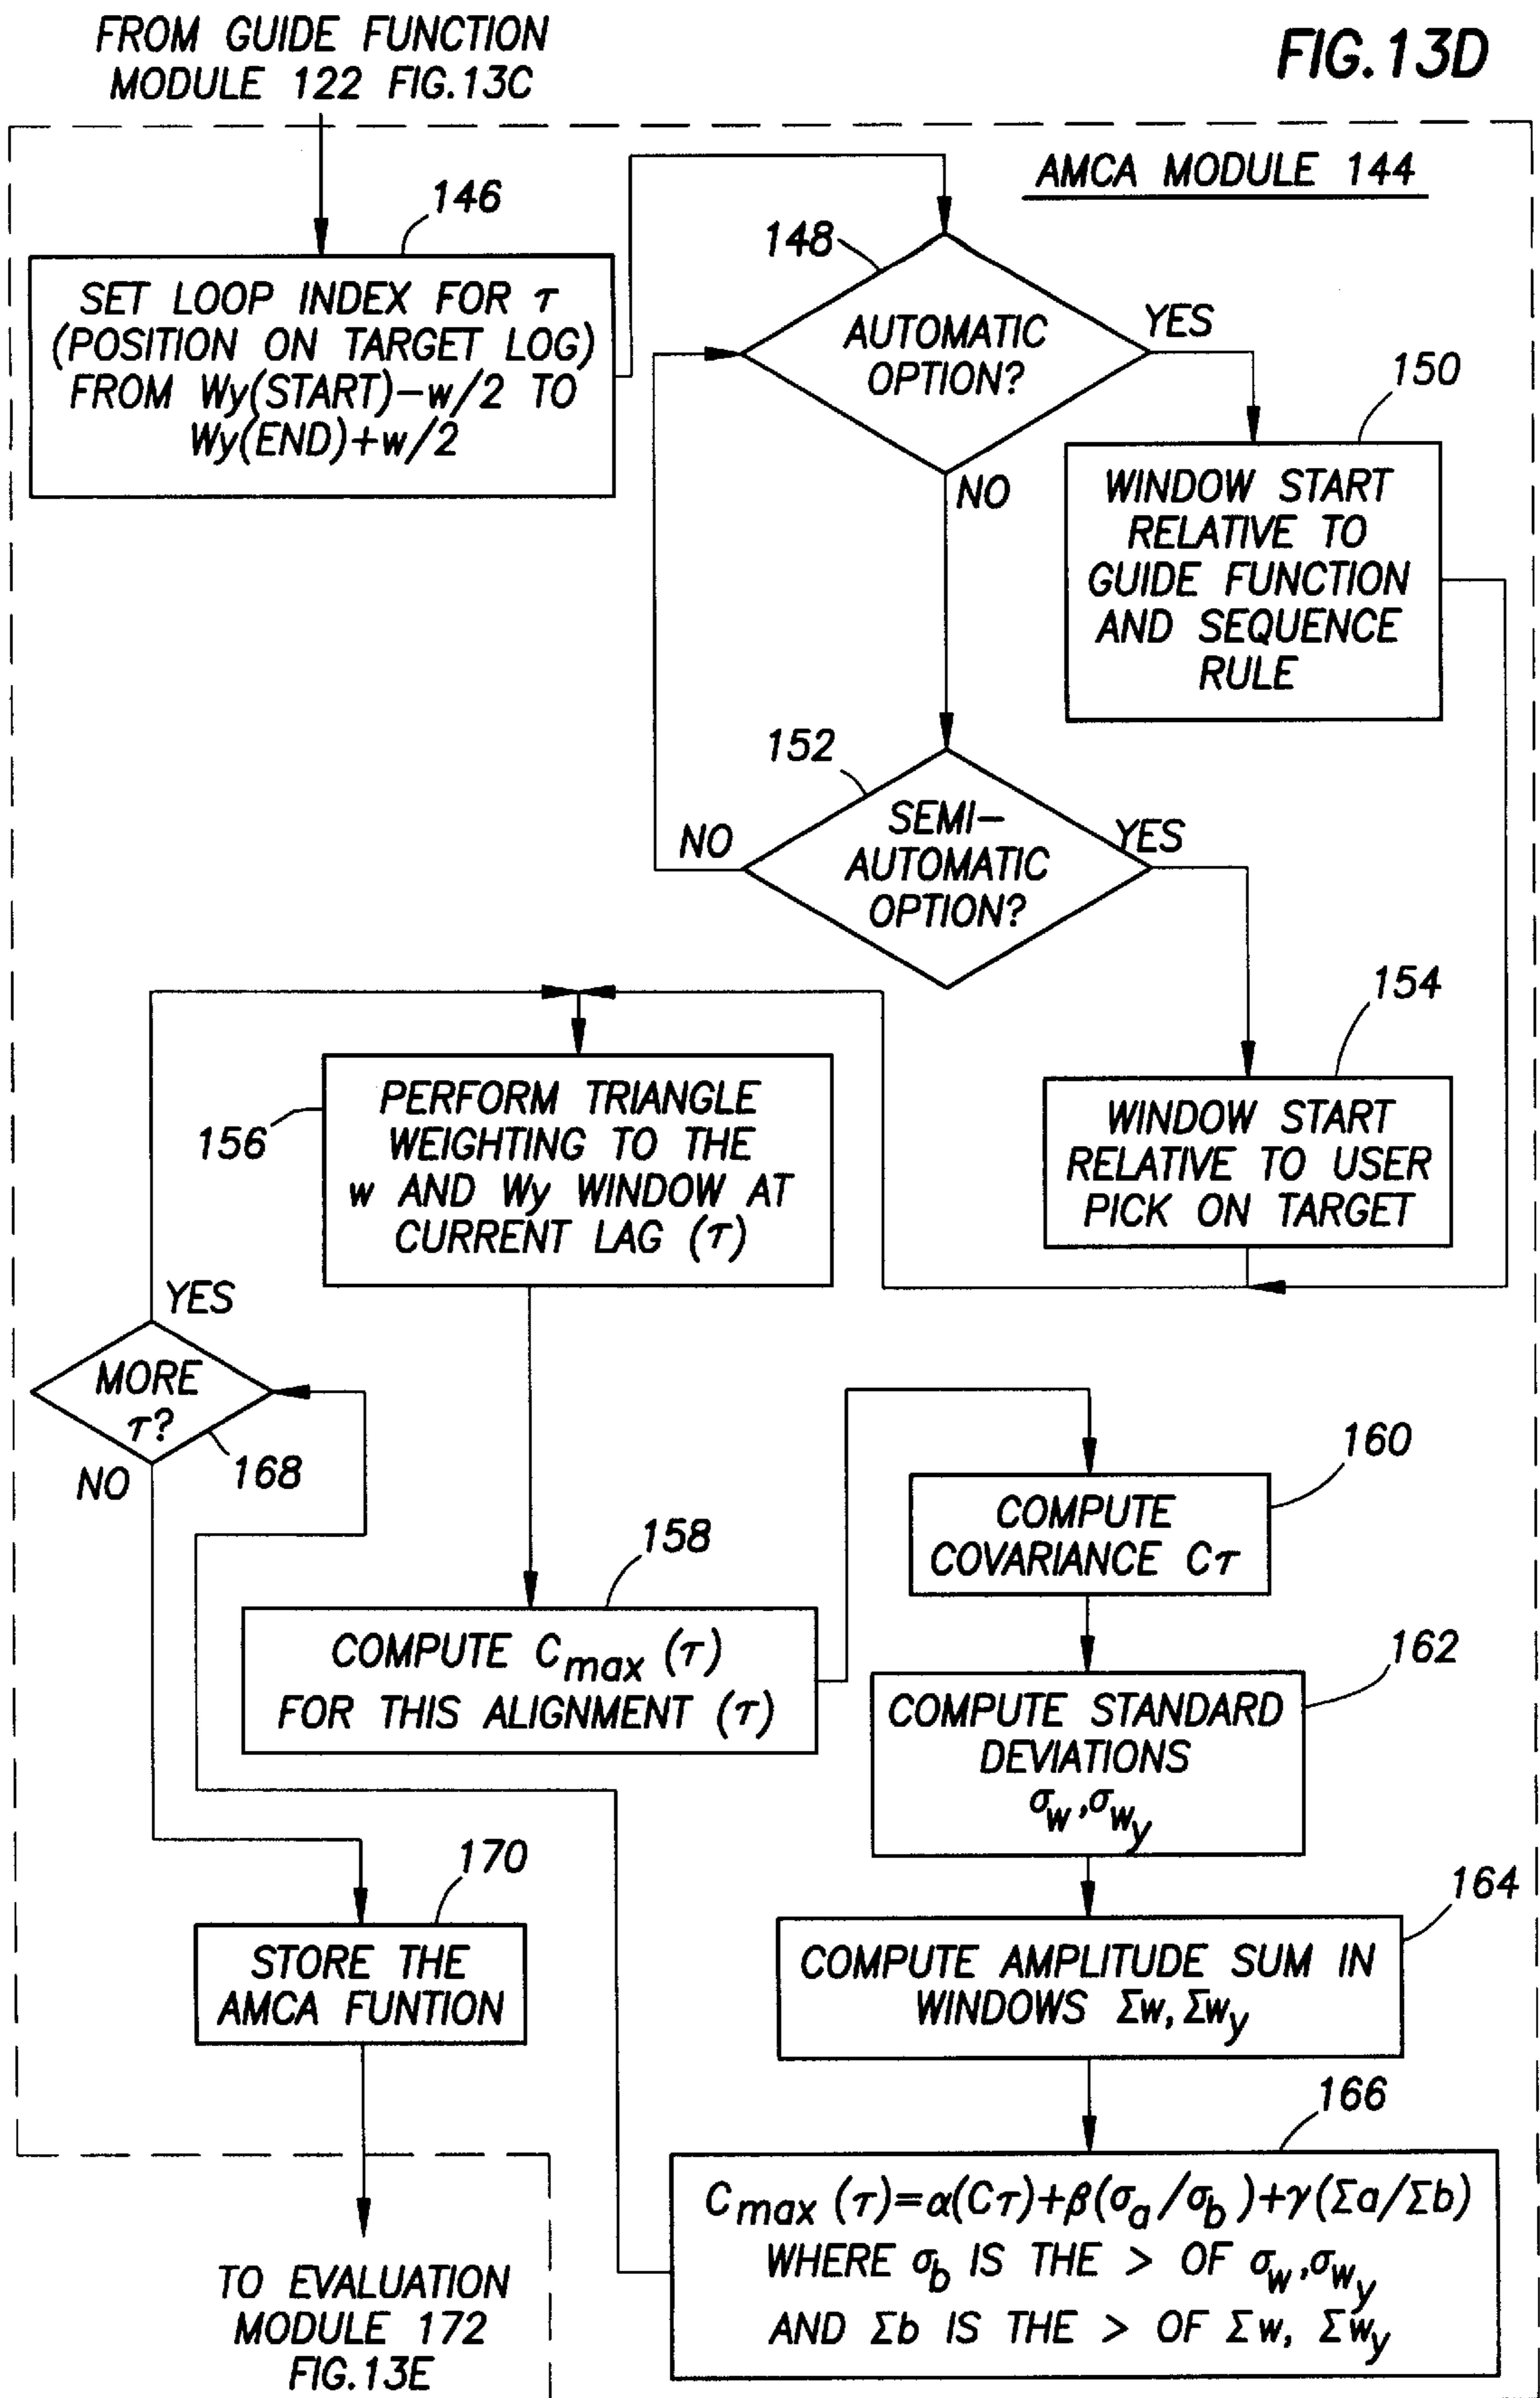 FROM GUIDE FUNCTION
MODULE 122 FIG.13C
FIG.13D
AMCA MODULE 144
146
SET LOOP INDEX FOR τ
(POSITION ON TARGET LOG)
FROM Wy(START)−w/2 TO
Wy(END)+w/2
148
AUTOMATIC
OPTION?
YES
NO
150
WINDOW START
RELATIVE TO
GUIDE FUNCTION
AND SEQUENCE
RULE
152
SEMI−
AUTOMATIC
OPTION?
NO
YES
154
WINDOW START
RELATIVE TO USER
PICK ON TARGET
156
PERFORM TRIANGLE
WEIGHTING TO THE
w AND Wy WINDOW AT
CURRENT LAG (τ)
YES
MORE
τ?
168
NO
158
COMPUTE Cmax (τ)
FOR THIS ALIGNMENT (τ)
160
COMPUTE
COVARIANCE Cτ
162
COMPUTE STANDARD
DEVIATIONS
σw,σwy
164
COMPUTE AMPLITUDE SUM IN
WINDOWS Σw, Σwy
170
STORE THE
AMCA FUNTION
166
Cmax (τ)=α(Cτ)+β(σa/σb)+γ(Σa/Σb)
WHERE σb IS THE > OF σw,σwy
AND Σb IS THE > OF Σw, Σwy
TO EVALUATION
MODULE 172
FIG.13E